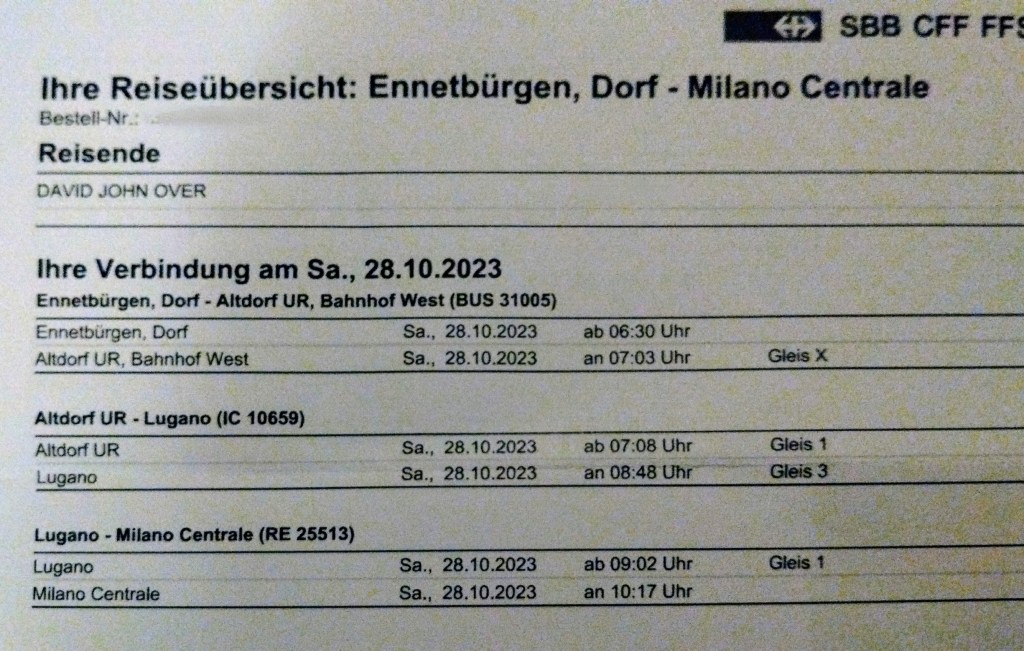 SBB CFF FFS
Ihre Reiseübersicht: Ennetbürgen, Dorf - Milano Centrale
Bestell-Nr.:
Reisende
DAVID JOHN OVER
Ihre Verbindung am Sa., 28.10.2023
Ennetbürgen, Dorf - Altdorf UR, Bahnhof West (BUS 31005)
Ennetbürgen, Dorf Sa., 28.10.2023 ab 06:30 Uhr
Altdorf UR, Bahnhof West Sa., 28.10.2023 an 07:03 Uhr Gleis X
Altdorf UR - Lugano (IC 10659)
Altdorf UR Sa., 28.10.2023 ab 07:08 Uhr Gleis 1
Lugano Sa., 28.10.2023 an 08:48 Uhr Gleis 3
Lugano - Milano Centrale (RE 25513)
Lugano Sa., 28.10.2023 ab 09:02 Uhr Gleis 1
Milano Centrale Sa., 28.10.2023 an 10:17 Uhr